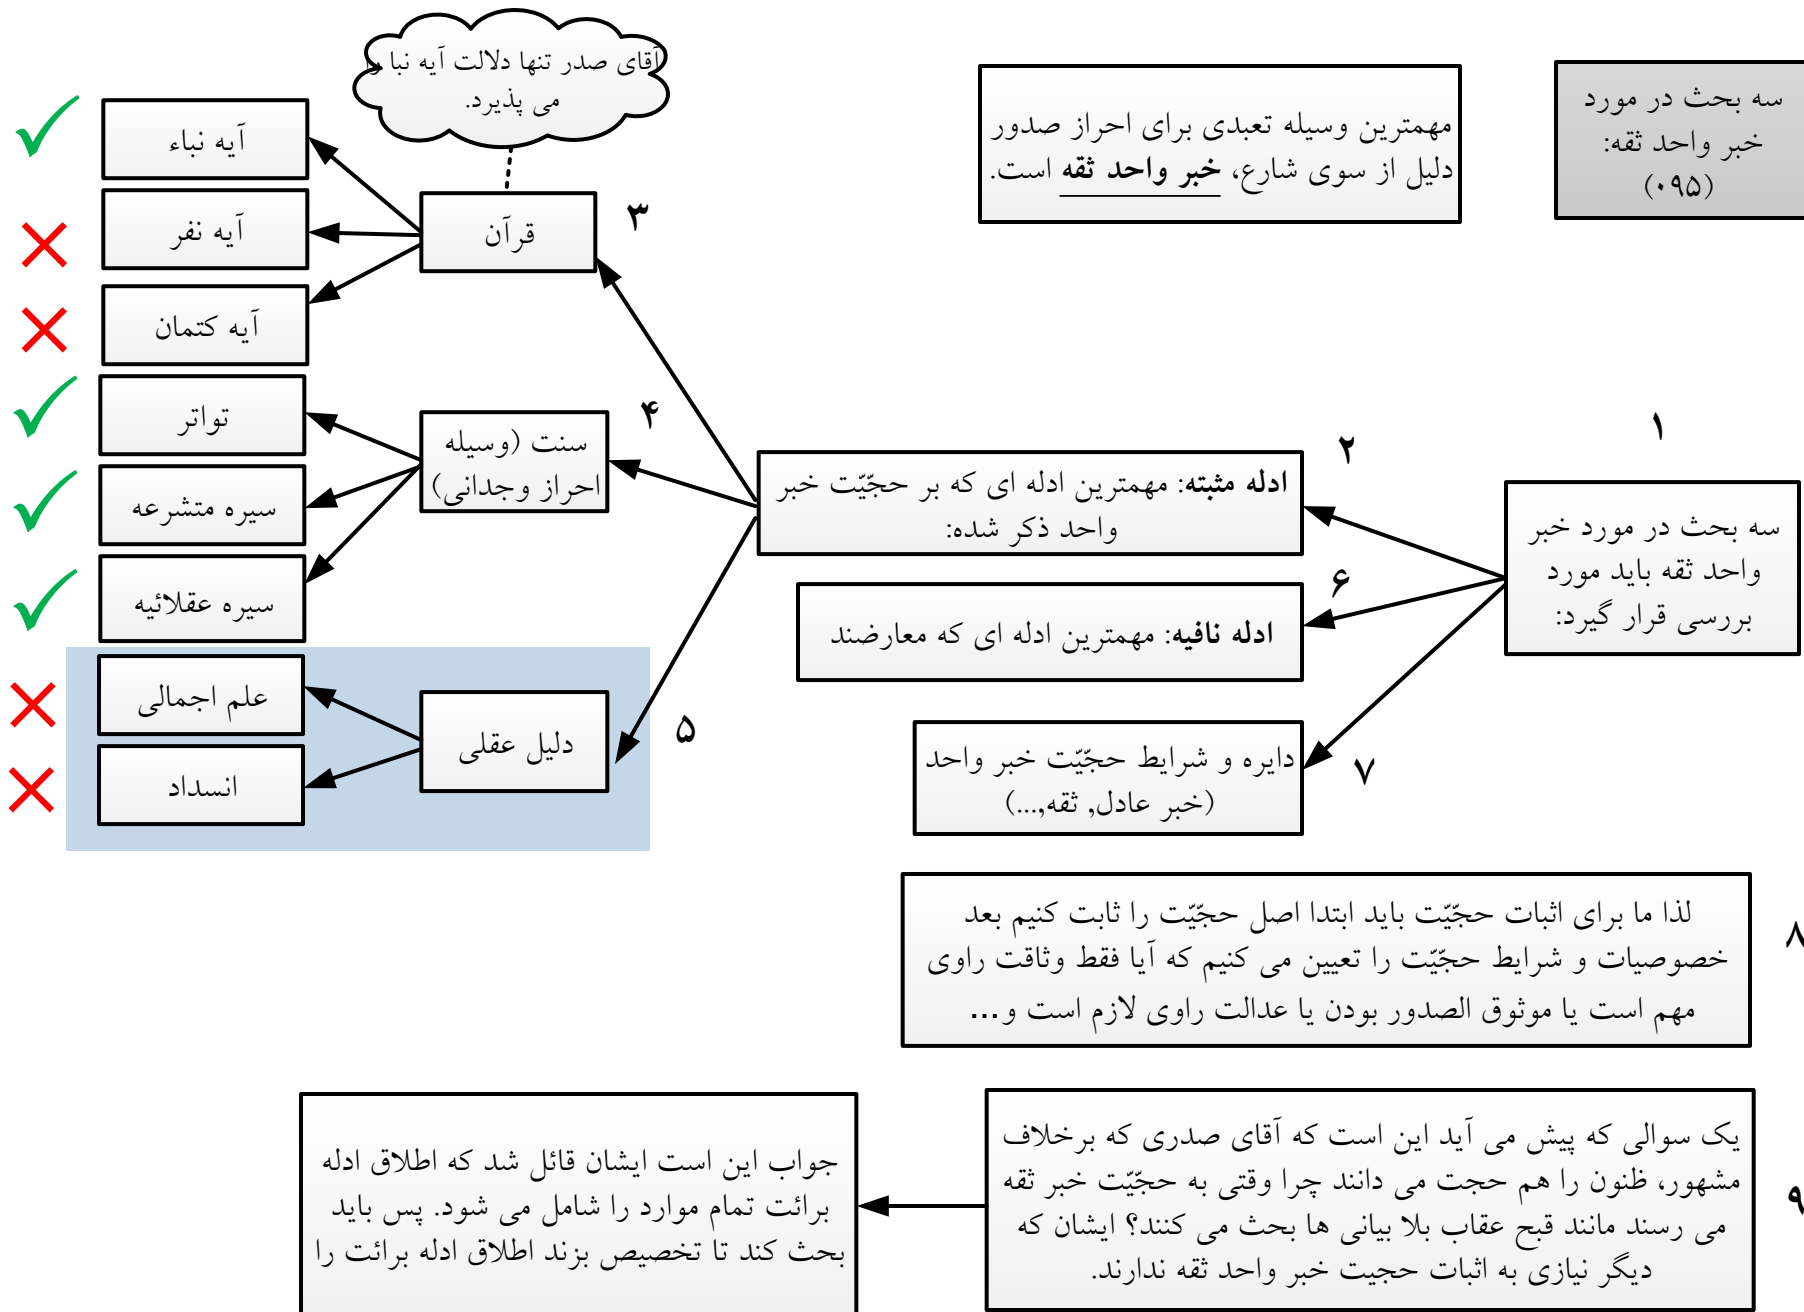 سه بحث در مورد
خبر واحد ثقه:
(۰۹۵)
مهمترین وسیله تعبدی برای احراز صدور
دلیل از سوی شارع، خبر واحد ثقه است.
آقای صدر تنها دلالت آیه نبا را
می پذیرد.
۱
سه بحث در مورد خبر
واحد ثقه باید مورد
بررسی قرار گیرد:
۲
ادله مثبته: مهمترین ادله ای که بر حجّیّت خبر
واحد ذکر شده:
۳
قرآن
آیه نباء
آیه نفر
آیه کتمان
۴
سنت (وسیله
احراز وجدانی)
تواتر
سیره متشرعه
سیره عقلائیه
۵
دلیل عقلی
علم اجمالی
انسداد
۶
ادله نافیه: مهمترین ادله ای که معارضند
۷
دایره و شرایط حجّیّت خبر واحد
(خبر عادل, ثقه,...)
۸
لذا ما برای اثبات حجّیّت باید ابتدا اصل حجّیّت را ثابت کنیم بعد
خصوصیات و شرایط حجّیّت را تعیین می کنیم که آیا فقط وثاقت راوی
مهم است یا موثوق الصدور بودن یا عدالت راوی لازم است و...
۹
یک سوالی که پیش می آید این است که آقای صدری که برخلاف
مشهور، ظنون را هم حجت می دانند چرا وقتی به حجّیّت خبر ثقه
می رسند مانند قبح عقاب بلا بیانی ها بحث می کنند؟ ایشان که
دیگر نیازی به اثبات حجیت خبر واحد ثقه ندارند.
جواب این است ایشان قائل شد که اطلاق ادله
برائت تمام موارد را شامل می شود. پس باید
بحث کند تا تخصیص بزند اطلاق ادله برائت را